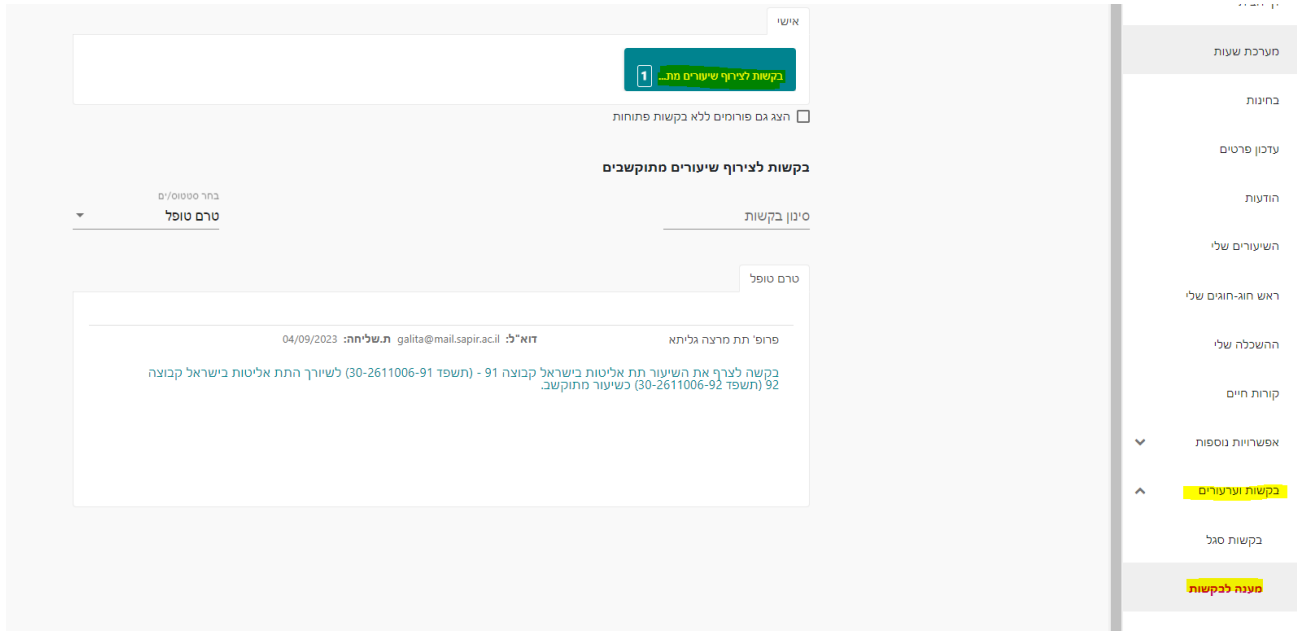 מערכת שעות
בחינות
עדכון פרטים
הודעות
השיעורים שלי
ראש חוג-חוגים שלי
ההשכלה שלי
קורות חיים
אפשרויות נוספות
בקשות וערעורים
בקשות סגל
מענה לבקשות
אישי
בקשות לצירוף שיעורים מת... 1
הצג גם פורומים ללא בקשות פתוחות
בקשות לצירוף שיעורים מתוקשבים
בחר סטטוס/ים
סינון בקשות
טרם טופל
טרם טופל
פרופ' תת מרצה גליתא דוא"ל: galita@mail.sapir.ac.il ת.שליחה: 04/09/2023
בקשה לצרף את השיעור תת אליטות בישראל קבוצה 91 - (תשפד 30-2611006-91) לשיורך התת אליטות בישראל קבוצה
92 (תשפד 30-2611006-92) כשיעור מתוקשב.